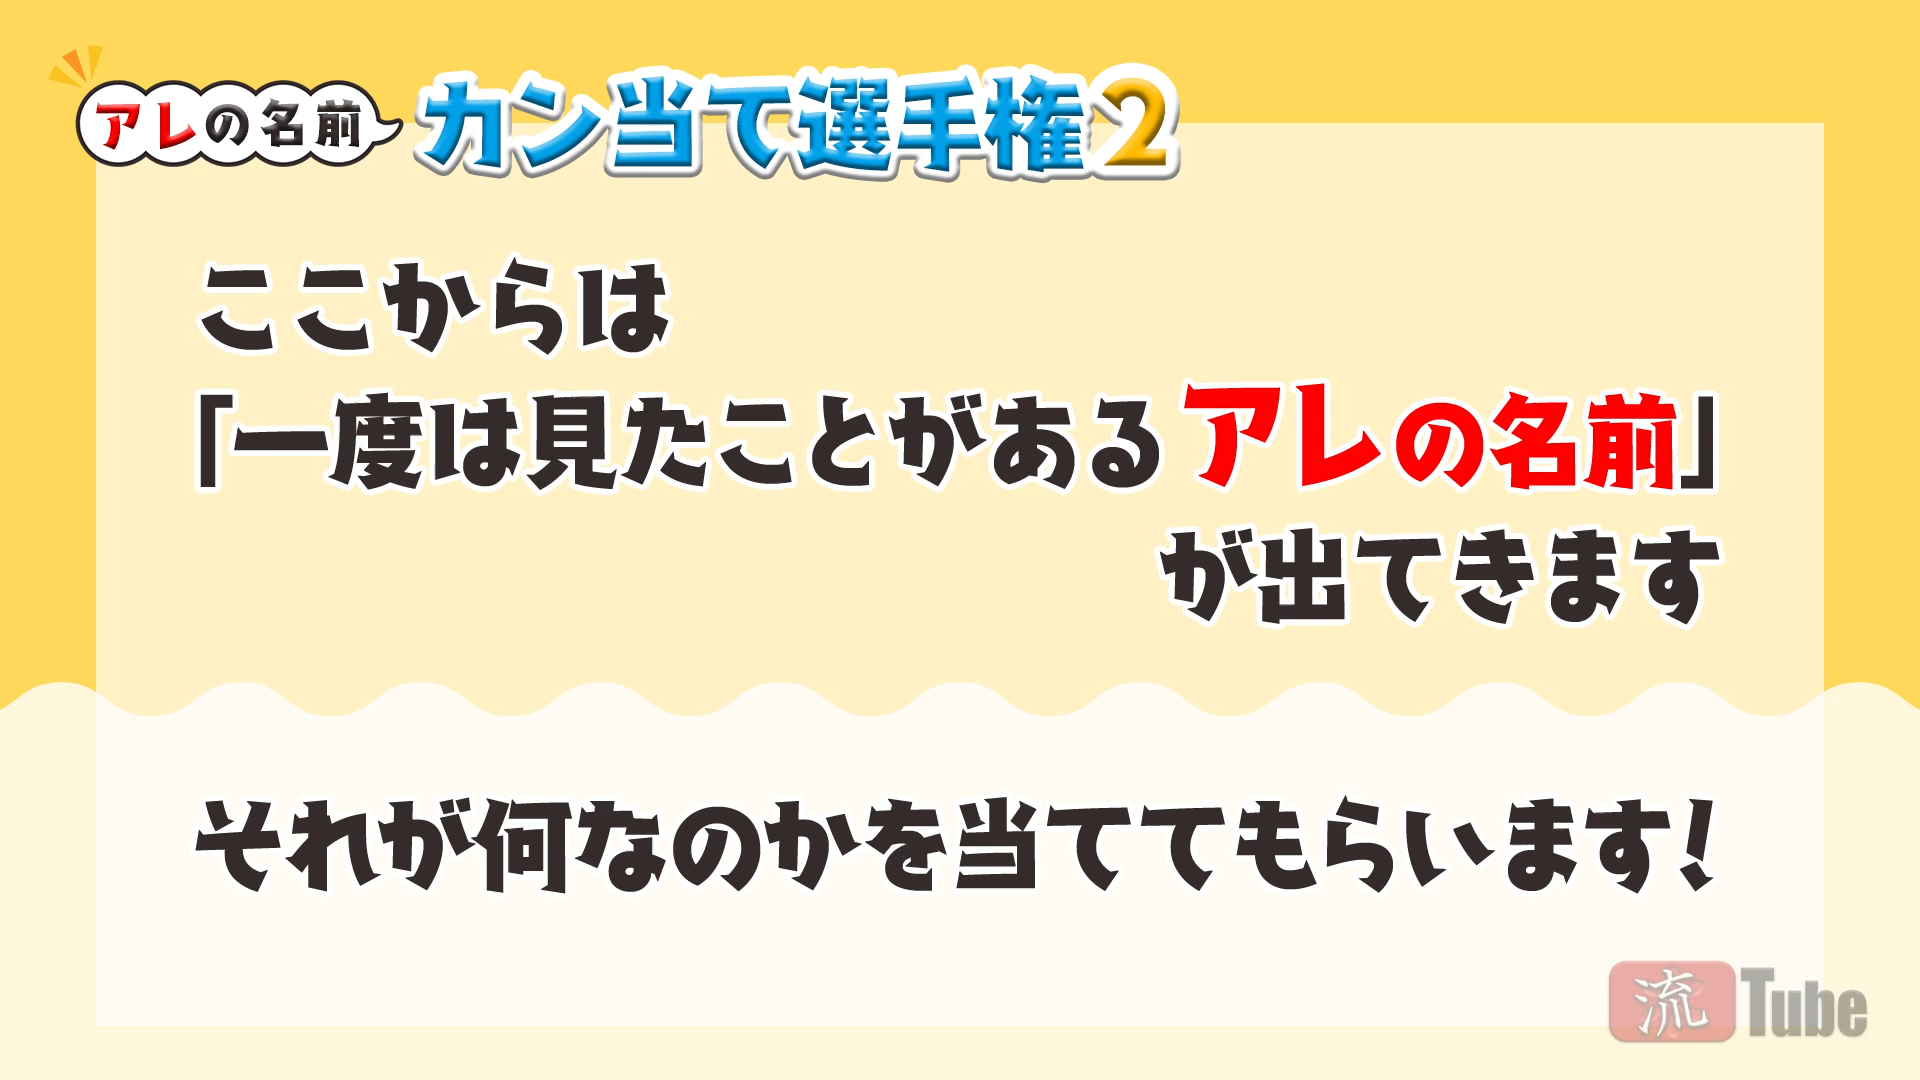 アレの名前 カン当て選手権2
ここからは
「一度は見たことがあるアレの名前」
が出てきます
それが何なのかを当ててもらいます!
流Tube